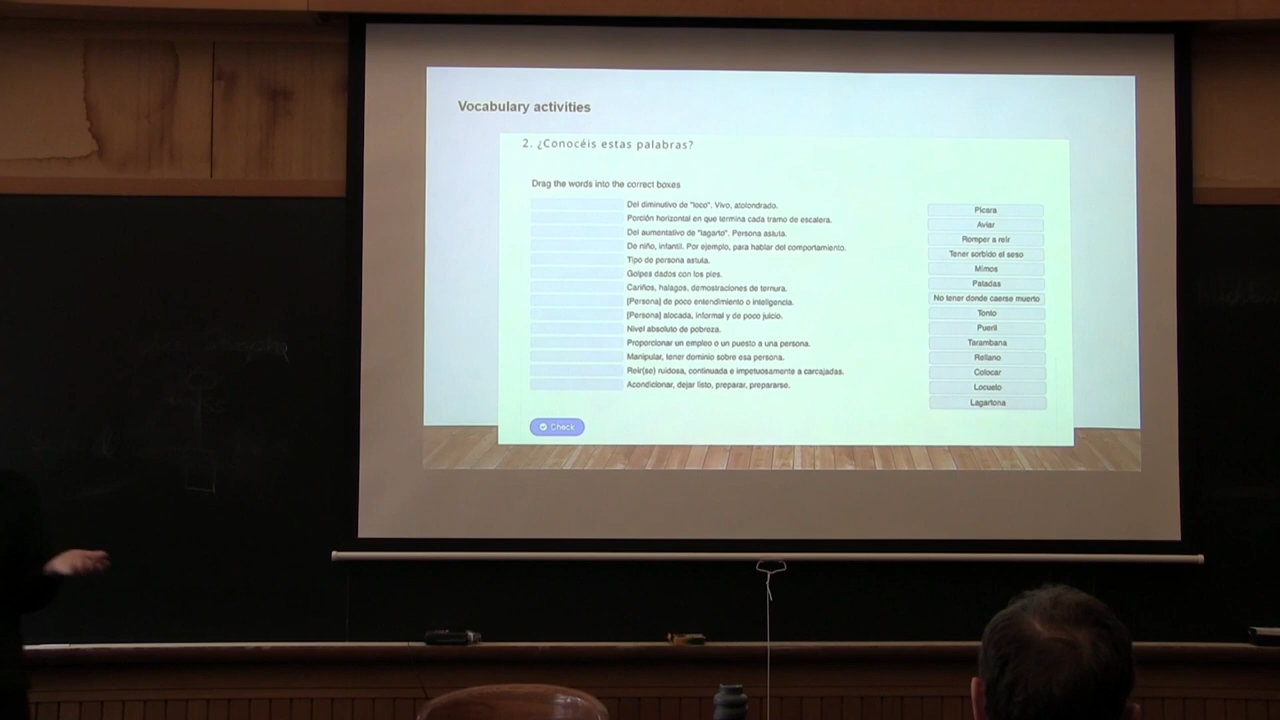 Vocabulary activities
2. ¿Conocéis estas palabras?
Drag the words into the correct boxes
Del diminutivo de "loco". Vivo, atolondrado.
Porción horizontal en que termina cada tramo de escalera.
Del aumentativo de "lagarto". Persona astuta.
De niño, infantil. Por ejemplo, para hablar del comportamiento.
Tipo de persona astuta.
Golpes dados con los pies.
Cariños, halagos, demostraciones de ternura.
[Persona] de poco entendimiento o inteligencia.
[Persona] alocada, informal y de poco juicio.
Nivel absoluto de pobreza.
Proporcionar un empleo o un puesto a una persona.
Manipular, tener dominio sobre esa persona.
Reír(se) ruidosa, continuada e impetuosamente a carcajadas.
Acondicionar, dejar listo, preparar, prepararse.
Pícara
Aviar
Romper a reír
Tener sorbido el seso
Mimos
Patadas
No tener donde caerse muerto
Tonto
Pueril
Tarambana
Rellano
Colocar
Locuelo
Lagartona
Check